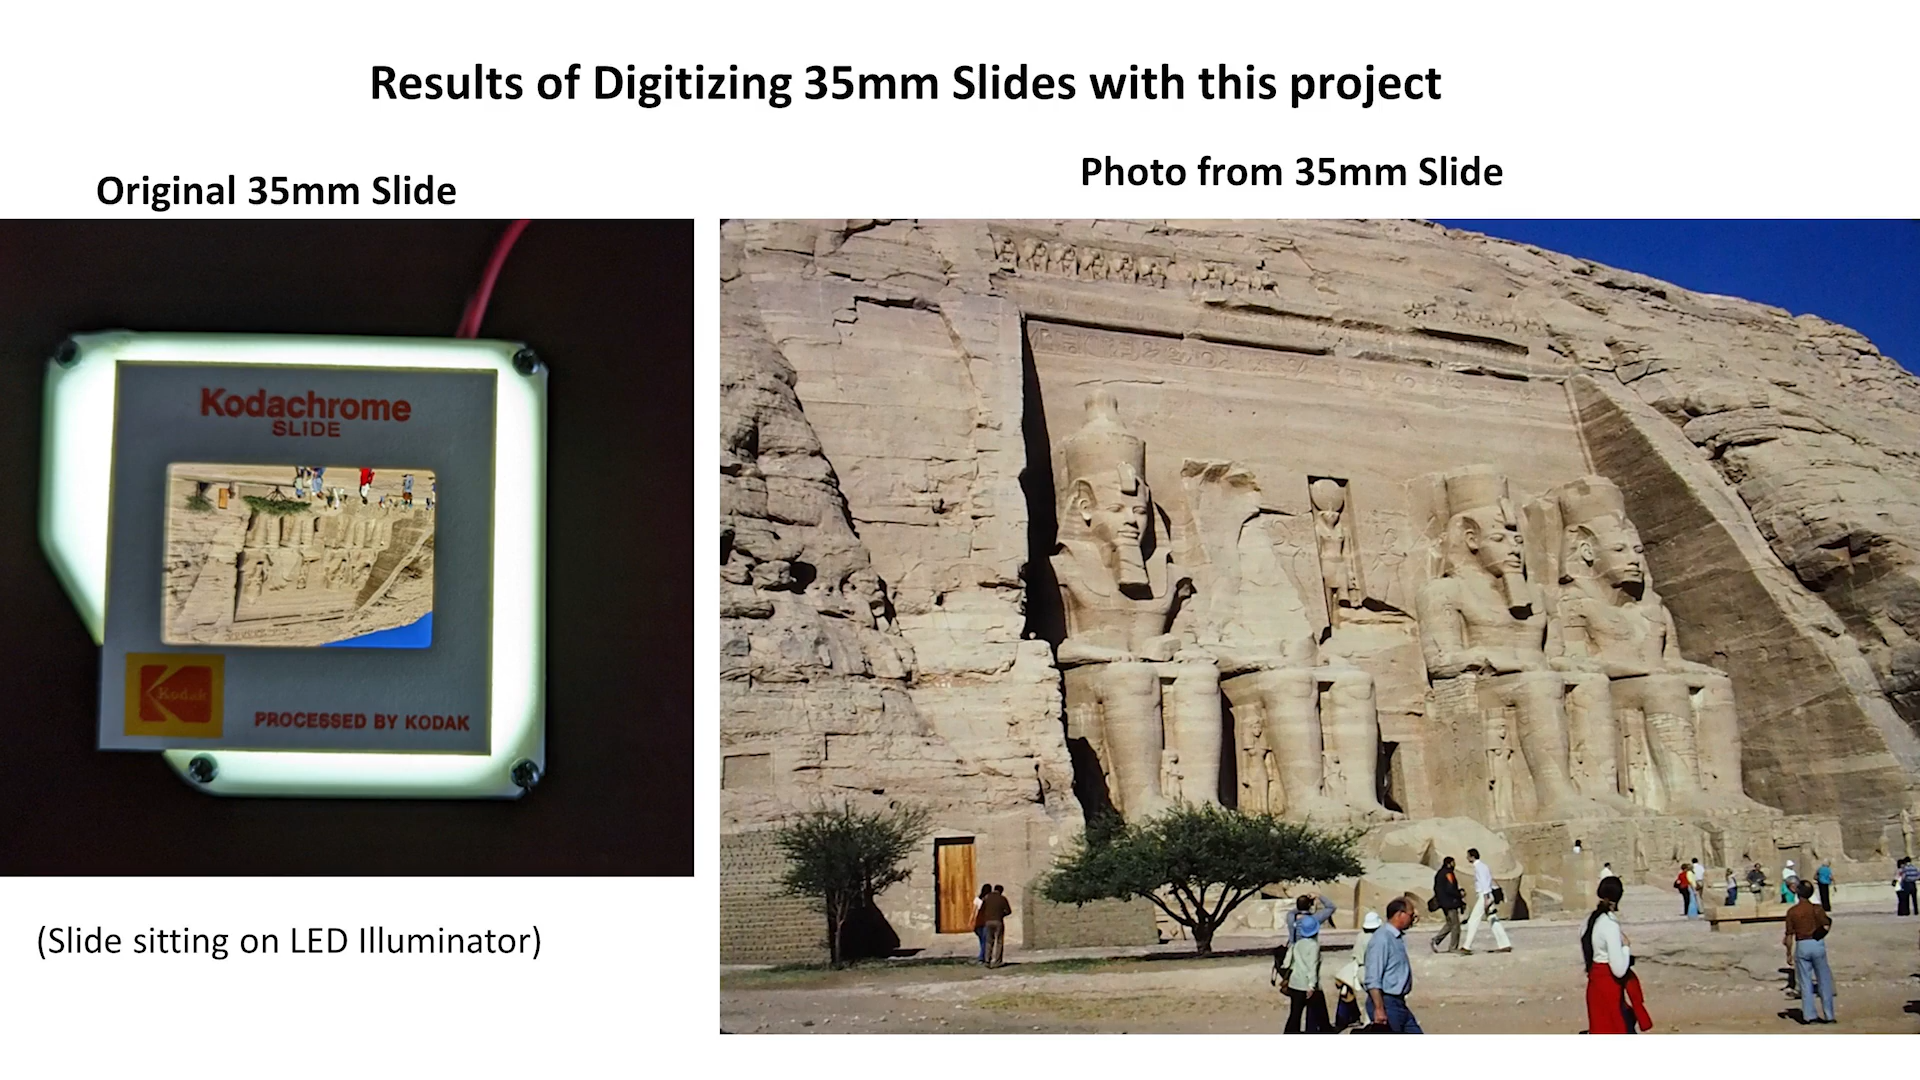 Results of Digitizing 35mm Slides with this project
Original 35mm Slide
Photo from 35mm Slide
Kodachrome
SLIDE
Kodak
PROCESSED BY KODAK
(Slide sitting on LED Illuminator)